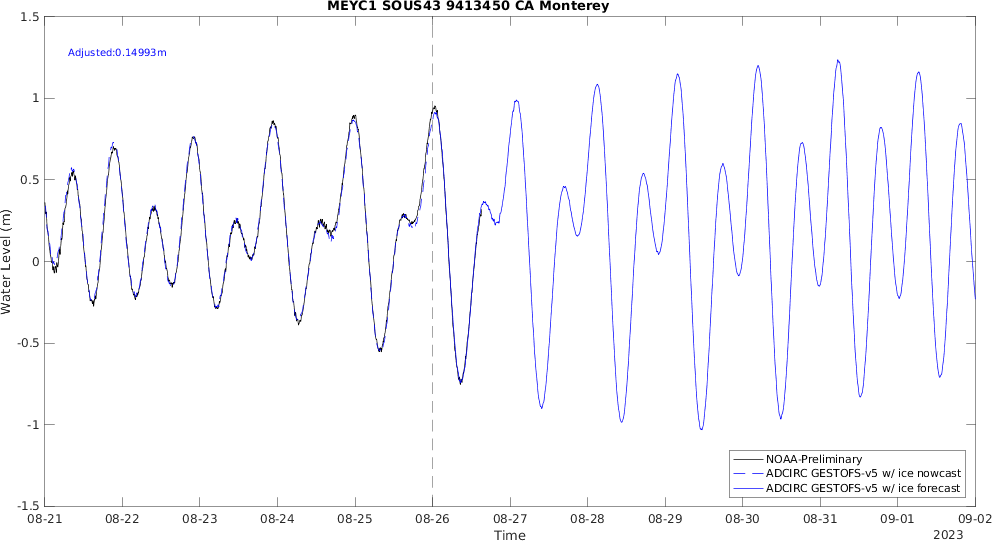 MEYC1 SOUS43 9413450 CA Monterey
Adjusted:0.14993m
1.5
1
0.5
0
-0.5
-1
-1.5
Water Level (m)
NOAA-Preliminary
ADCIRC GESTOFS-v5 w/ ice nowcast
ADCIRC GESTOFS-v5 w/ ice forecast
08-21 08-22 08-23 08-24 08-25 08-26 08-27 08-28 08-29 08-30 08-31 09-01 09-02
Time
2023